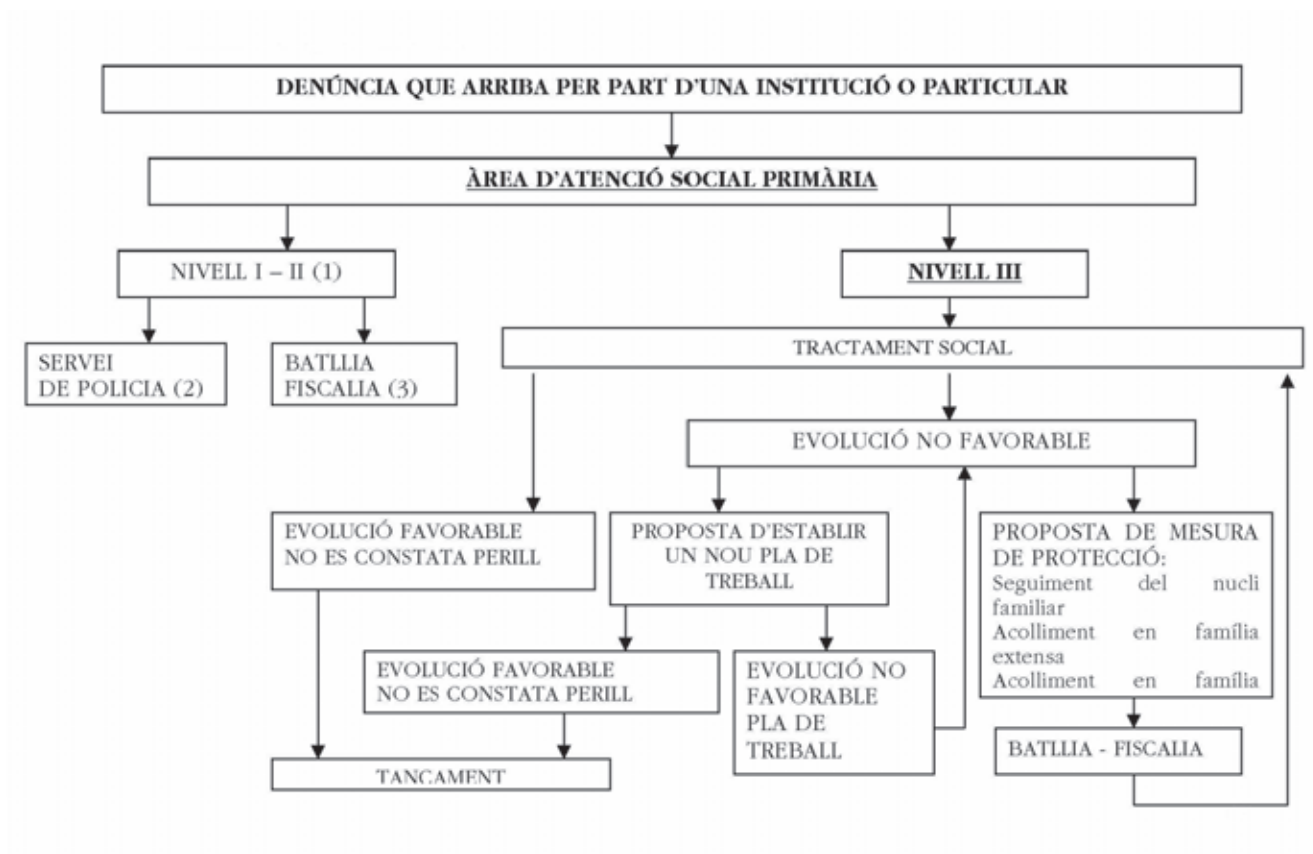 DENÚNCIA QUE ARRIBA PER PART D'UNA INSTITUCIÓ O PARTICULAR
ÀREA D'ATENCIÓ SOCIAL PRIMÀRIA
NIVELL I – II (1)
NIVELL III
SERVEI
DE POLICIA (2)
BATLLIA
FISCALIA (3)
TRACTAMENT SOCIAL
EVOLUCIÓ NO FAVORABLE
EVOLUCIÓ FAVORABLE
NO ES CONSTATA PERILL
PROPOSTA D'ESTABLIR
UN NOU PLA DE
TREBALL
PROPOSTA DE MESURA
DE PROTECCIÓ:
Seguiment del nucli
familiar
Acolliment en família
extensa
Acolliment en família
EVOLUCIÓ FAVORABLE
NO ES CONSTATA PERILL
EVOLUCIÓ NO
FAVORABLE
PLA DE
TREBALL
BATLLIA - FISCALIA
TANCAMENT